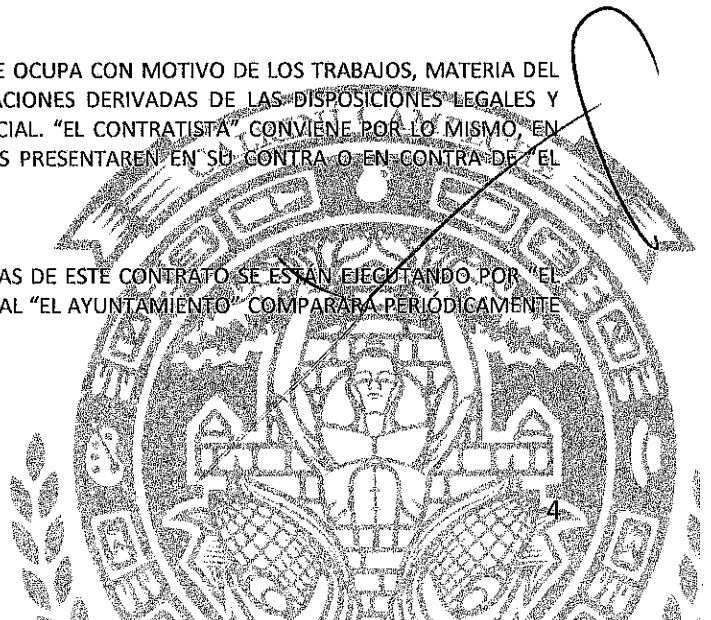 E OCUPA CON MOTIVO DE LOS TRABAJOS, MATERIA DEL
ACIONES DERIVADAS DE LAS DISPOSICIONES LEGALES Y
CIAL. "EL CONTRATISTA" CONVIENE POR LO MISMO, EN
S PRESENTAREN EN SU CONTRA O EN CONTRA DE "EL
AS DE ESTE CONTRATO SE ESTÁN EJECUTANDO POR "EL
AL "EL AYUNTAMIENTO" COMPARARÁ PERIÓDICAMENTE
4